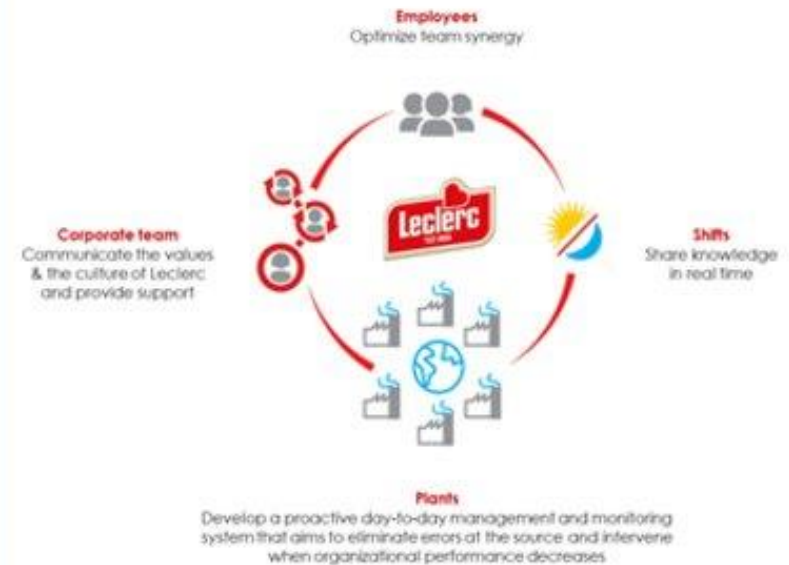 Employees
Optimize team synergy
Leclerc
Corporate team
Communicate the values
& the culture of Leclerc
and provide support
Shifts
Share knowledge
in real time
Plants
Develop a proactive day-to-day management and monitoring
system that aims to eliminate errors at the source and intervene
when organizational performance decreases